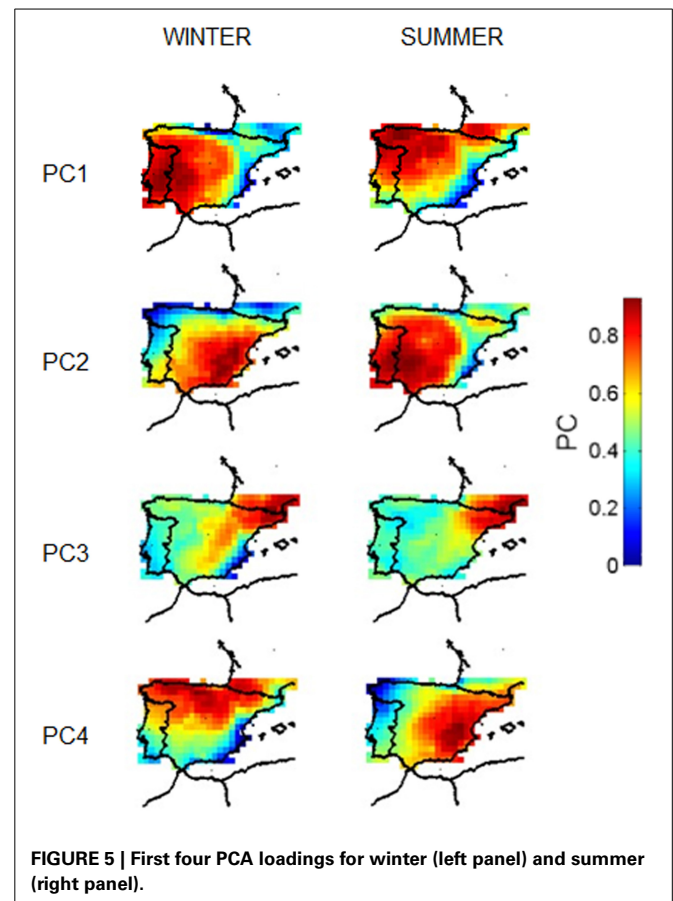 WINTER SUMMER
PC1
PC2
PC3
PC4
0.8
0.6
0.4
0.2
0
PC
FIGURE 5 | First four PCA loadings for winter (left panel) and summer
(right panel).